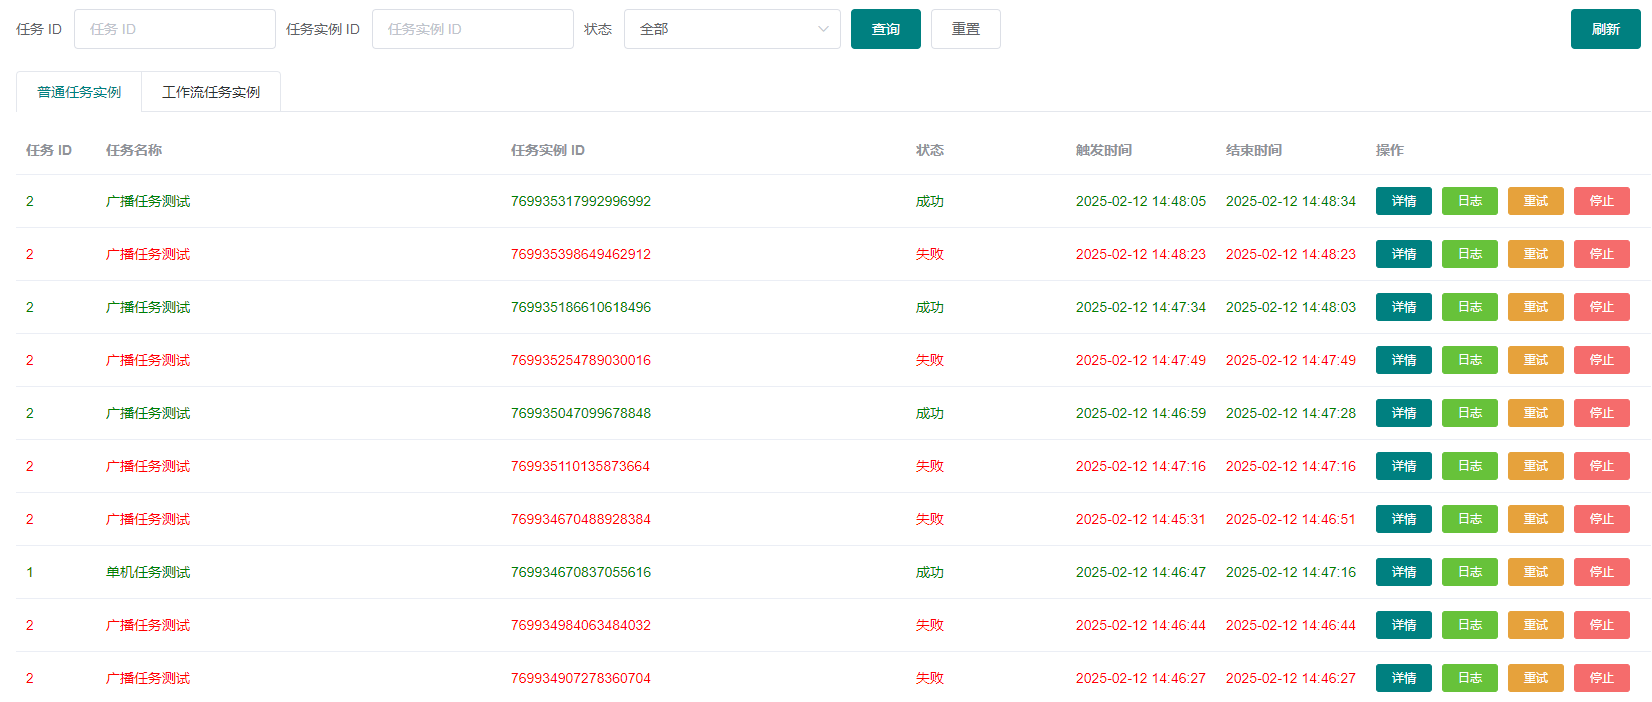 任务 ID 任务 ID 任务实例 ID 任务实例 ID 状态 全部 查询 重置 刷新
普通任务实例 工作流任务实例
任务 ID 任务名称 任务实例 ID 状态 触发时间 结束时间 操作
2 广播任务测试 769935317992996992 成功 2025-02-12 14:48:05 2025-02-12 14:48:34 详情 日志 重试 停止
2 广播任务测试 769935398649462912 失败 2025-02-12 14:48:23 2025-02-12 14:48:23 详情 日志 重试 停止
2 广播任务测试 769935186610618496 成功 2025-02-12 14:47:34 2025-02-12 14:48:03 详情 日志 重试 停止
2 广播任务测试 769935254789030016 失败 2025-02-12 14:47:49 2025-02-12 14:47:49 详情 日志 重试 停止
2 广播任务测试 769935047099678848 成功 2025-02-12 14:46:59 2025-02-12 14:47:28 详情 日志 重试 停止
2 广播任务测试 769935110135873664 失败 2025-02-12 14:47:16 2025-02-12 14:47:16 详情 日志 重试 停止
2 广播任务测试 769934670488928384 失败 2025-02-12 14:45:31 2025-02-12 14:46:51 详情 日志 重试 停止
1 单机任务测试 769934670837055616 成功 2025-02-12 14:46:47 2025-02-12 14:47:16 详情 日志 重试 停止
2 广播任务测试 769934984063484032 失败 2025-02-12 14:46:44 2025-02-12 14:46:44 详情 日志 重试 停止
2 广播任务测试 769934907278360704 失败 2025-02-12 14:46:27 2025-02-12 14:46:27 详情 日志 重试 停止